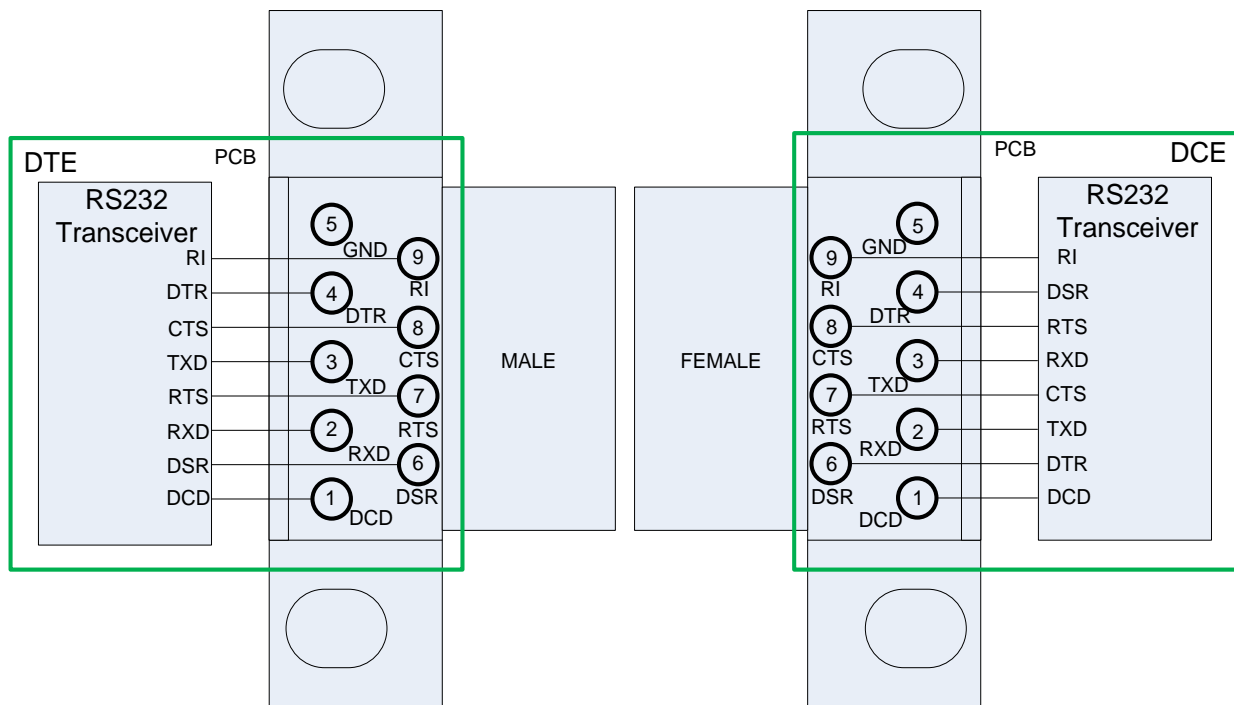 DTE
PCB
RS232
Transceiver
RI
DTR
CTS
TXD
RTS
RXD
DSR
DCD
5
GND
9
RI
4
DTR
8
CTS
3
TXD
7
RTS
2
RXD
6
DSR
1
DCD
MALE
FEMALE
PCB
DCE
5
GND
9
RI
4
DTR
8
CTS
3
TXD
7
RTS
2
RXD
6
DSR
1
DCD
RS232
Transceiver
RI
DSR
RTS
RXD
CTS
TXD
DTR
DCD